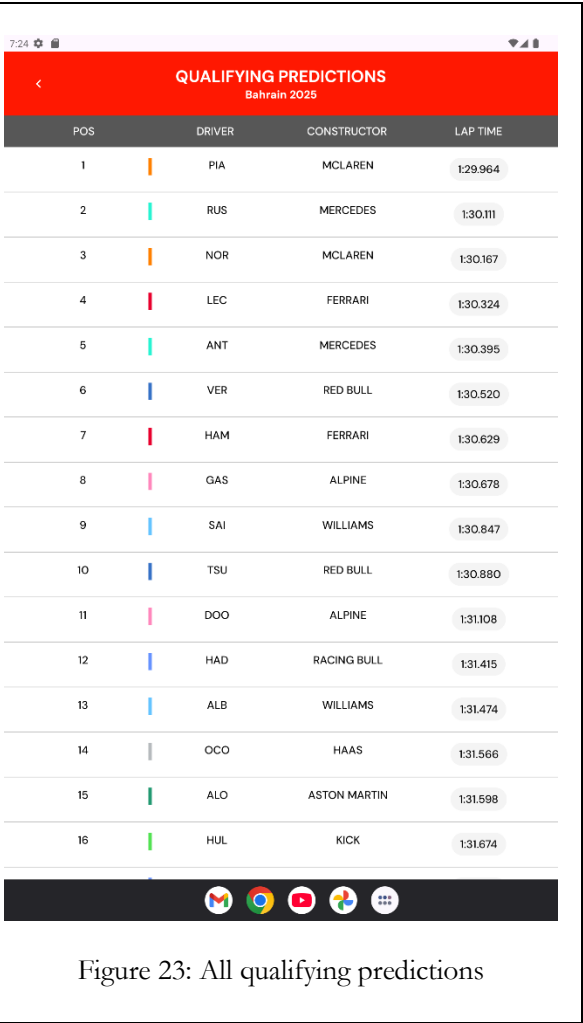 7:24
QUALIFYING PREDICTIONS
Bahrain 2025
POS DRIVER CONSTRUCTOR LAP TIME
1 PIA MCLAREN 1:29.964
2 RUS MERCEDES 1:30.111
3 NOR MCLAREN 1:30.167
4 LEC FERRARI 1:30.324
5 ANT MERCEDES 1:30.395
6 VER RED BULL 1:30.520
7 HAM FERRARI 1:30.629
8 GAS ALPINE 1:30.678
9 SAI WILLIAMS 1:30.847
10 TSU RED BULL 1:30.880
11 DOO ALPINE 1:31.108
12 HAD RACING BULL 1:31.415
13 ALB WILLIAMS 1:31.474
14 OCO HAAS 1:31.566
15 ALO ASTON MARTIN 1:31.598
16 HUL KICK 1:31.674
Figure 23: All qualifying predictions